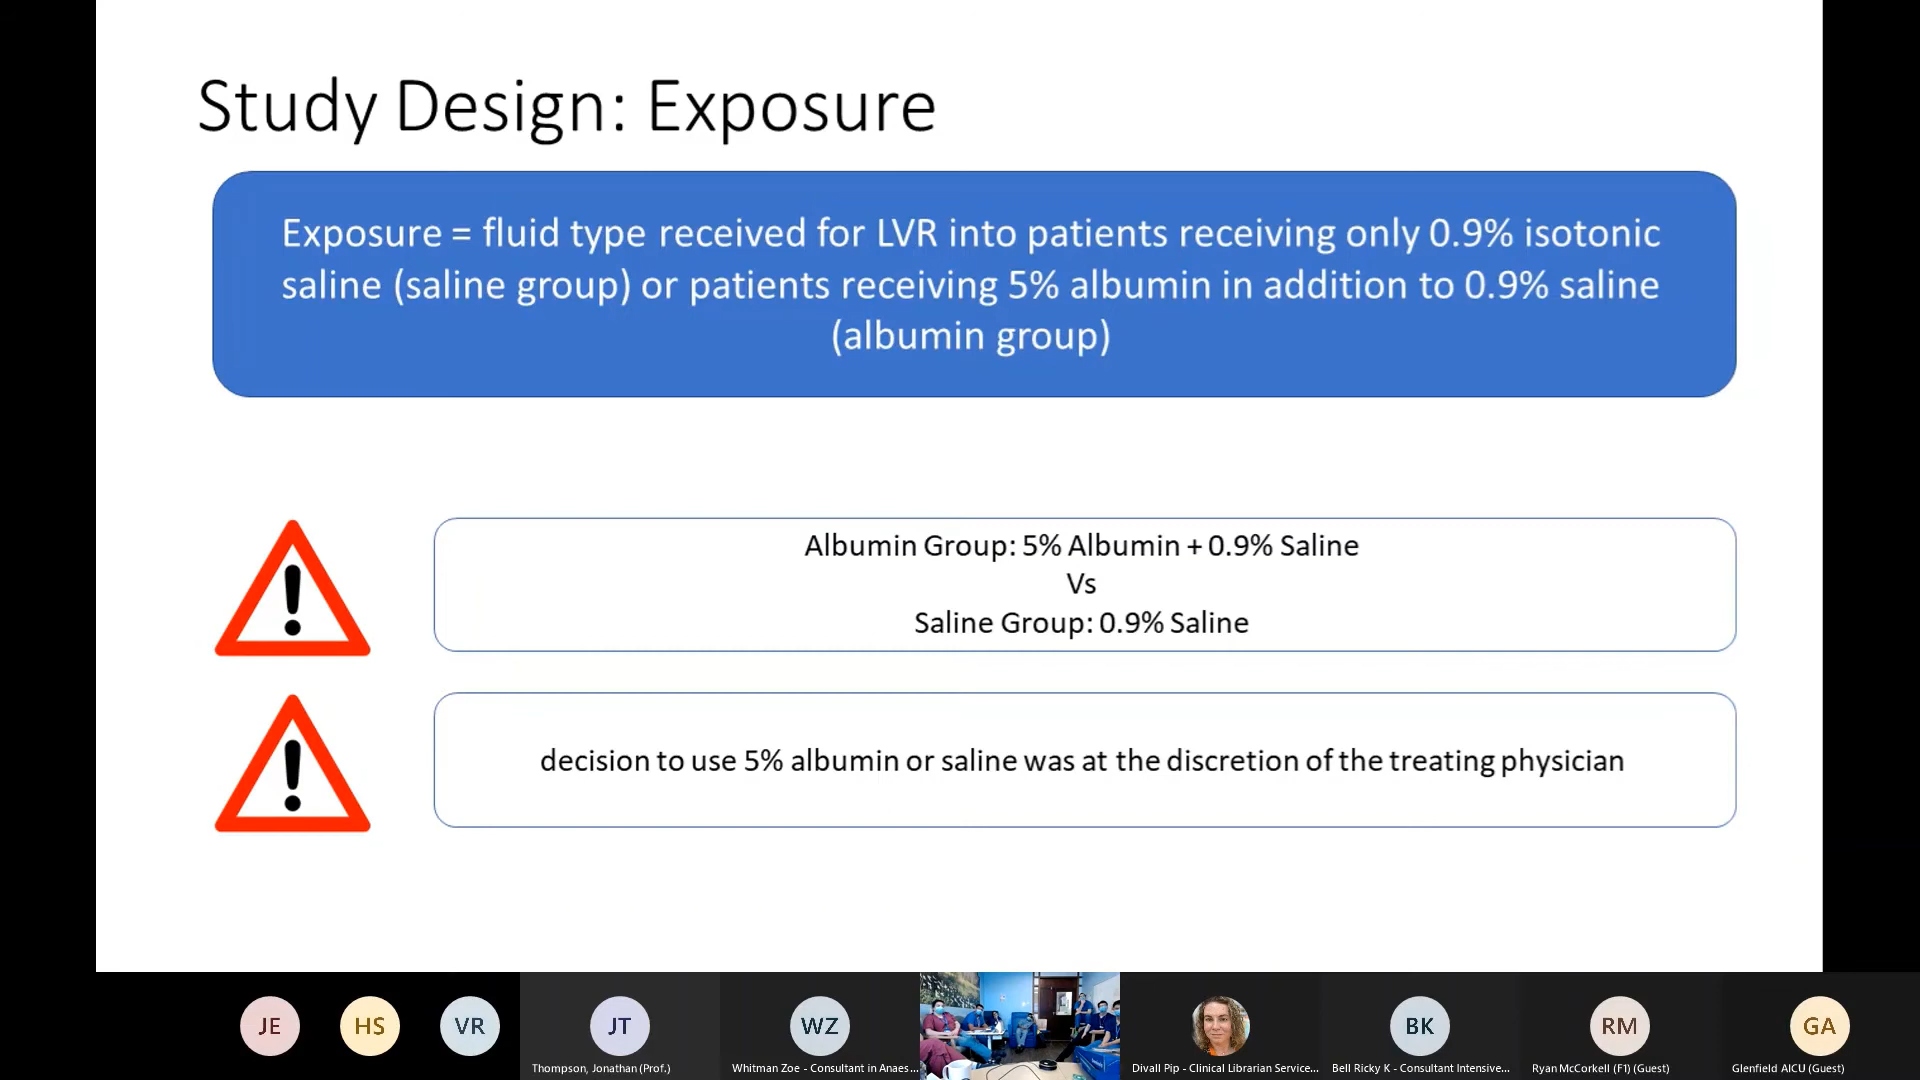 Study Design: Exposure
Exposure = fluid type received for LVR into patients receiving only 0.9% isotonic
saline (saline group) or patients receiving 5% albumin in addition to 0.9% saline
(albumin group)
Albumin Group: 5% Albumin + 0.9% Saline
Vs
Saline Group: 0.9% Saline
decision to use 5% albumin or saline was at the discretion of the treating physician
JE
HS
VR
JT
WZ
BK
RM
GA
Thompson, Jonathan (Prof.)
Whitman Zoe - Consultant in Anaes...
Divall Pip - Clinical Librarian Service...
Bell Ricky K - Consultant Intensive...
Ryan McCorkell (F1) (Guest)
Glenfield AICU (Guest)